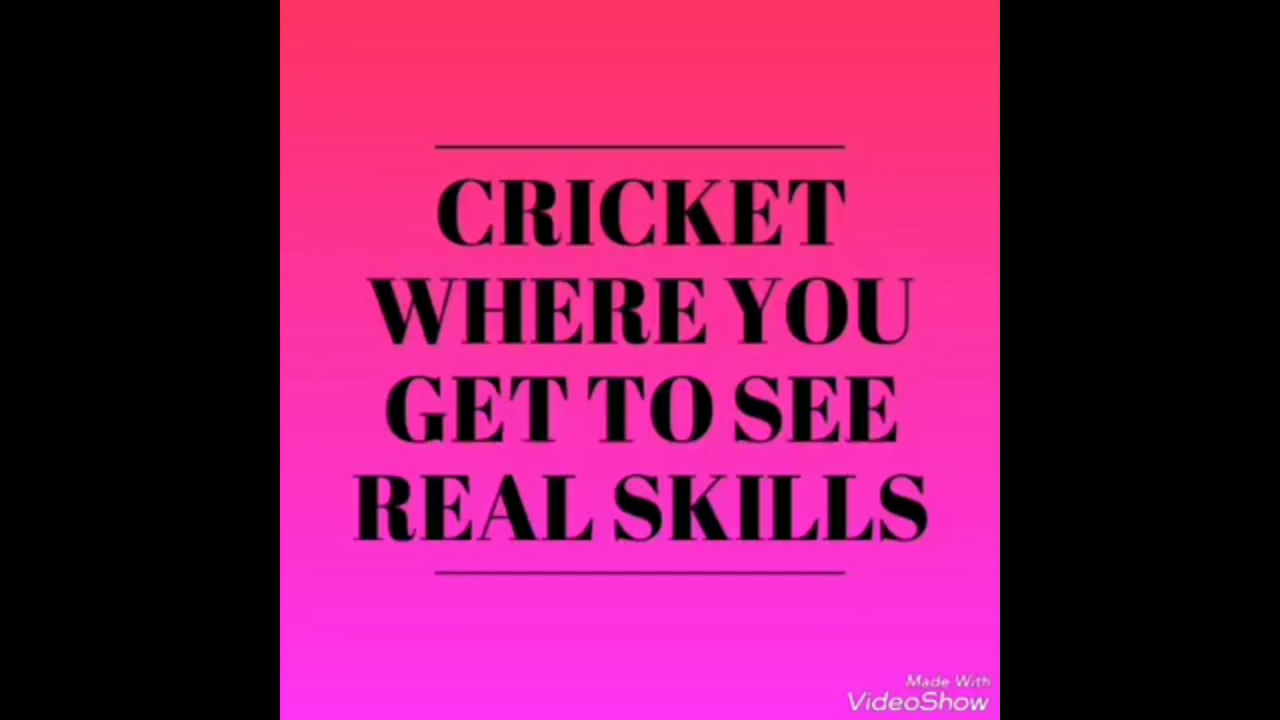 CRICKET
WHERE YOU
GET TO SEE
REAL SKILLS
Made With
VideoShow